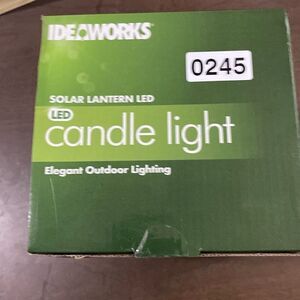 IDEAWORKS®
0245
SOLAR LANTERN LED
LED
candle light
Elegant Outdoor Lighting